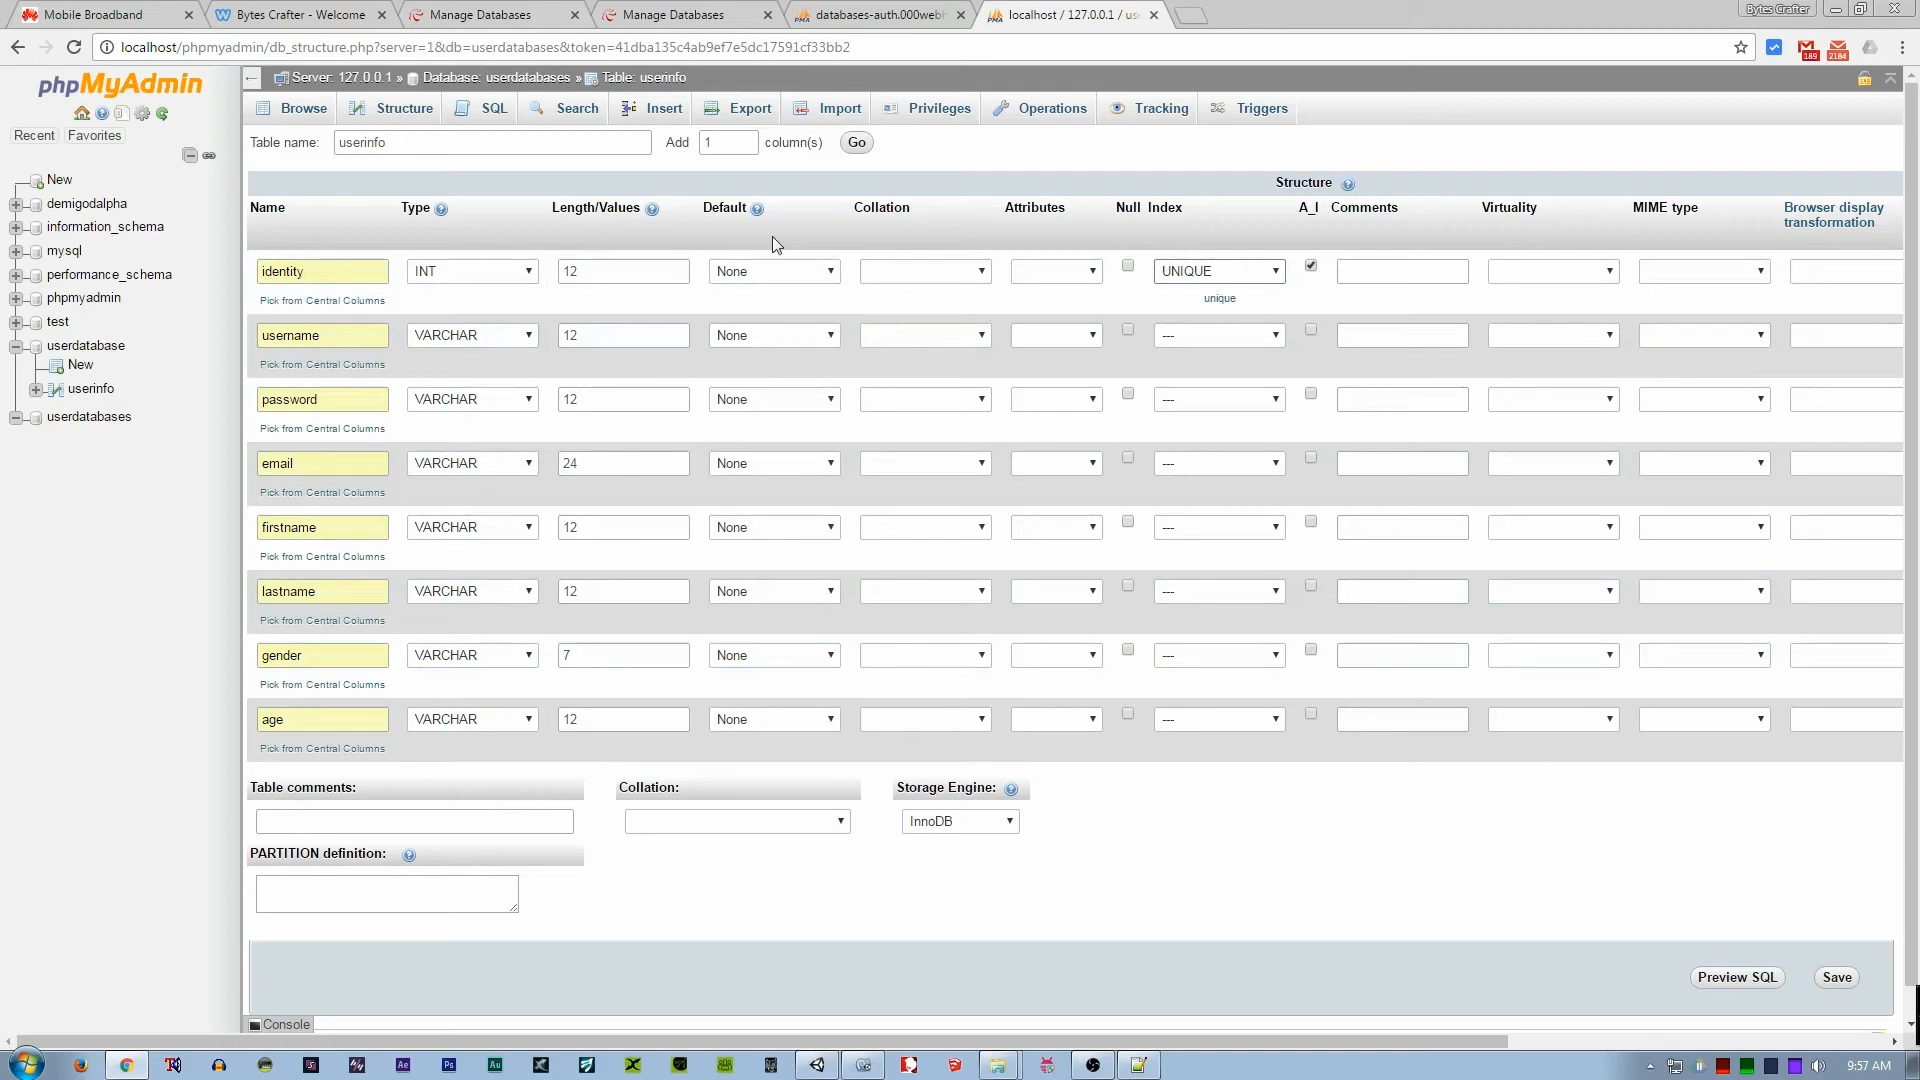 Mobile Broadband
Bytes Crafter - Welcome
Manage Databases
Manage Databases
databases-auth.000webh
localhost / 127.0.0.1 / us
Bytes Crafter
localhost/phpmyadmin/db_structure.php?server=1&db=userdatabases&token=41dba135c4ab9ef7e5dc17591cf33bb2
189
2184
phpMyAdmin
Server: 127.0.0.1 » Database: userdatabases » Table: userinfo
Browse Structure SQL Search Insert Export Import Privileges Operations Tracking Triggers
Recent Favorites
Table name: userinfo Add 1 column(s) Go
New
demigodalpha
information_schema
mysql
performance_schema
phpmyadmin
test
userdatabase
New
userinfo
userdatabases
Structure
Name Type Length/Values Default Collation Attributes Null Index A_I Comments Virtuality MIME type Browser display
transformation
identity INT 12 None UNIQUE
Pick from Central Columns unique
username VARCHAR 12 None ---
Pick from Central Columns
password VARCHAR 12 None ---
Pick from Central Columns
email VARCHAR 24 None ---
Pick from Central Columns
firstname VARCHAR 12 None ---
Pick from Central Columns
lastname VARCHAR 12 None ---
Pick from Central Columns
gender VARCHAR 7 None ---
Pick from Central Columns
age VARCHAR 12 None ---
Pick from Central Columns
Table comments: Collation: Storage Engine:
InnoDB
PARTITION definition:
Preview SQL Save
Console
Ae Ps Au
9:57 AM